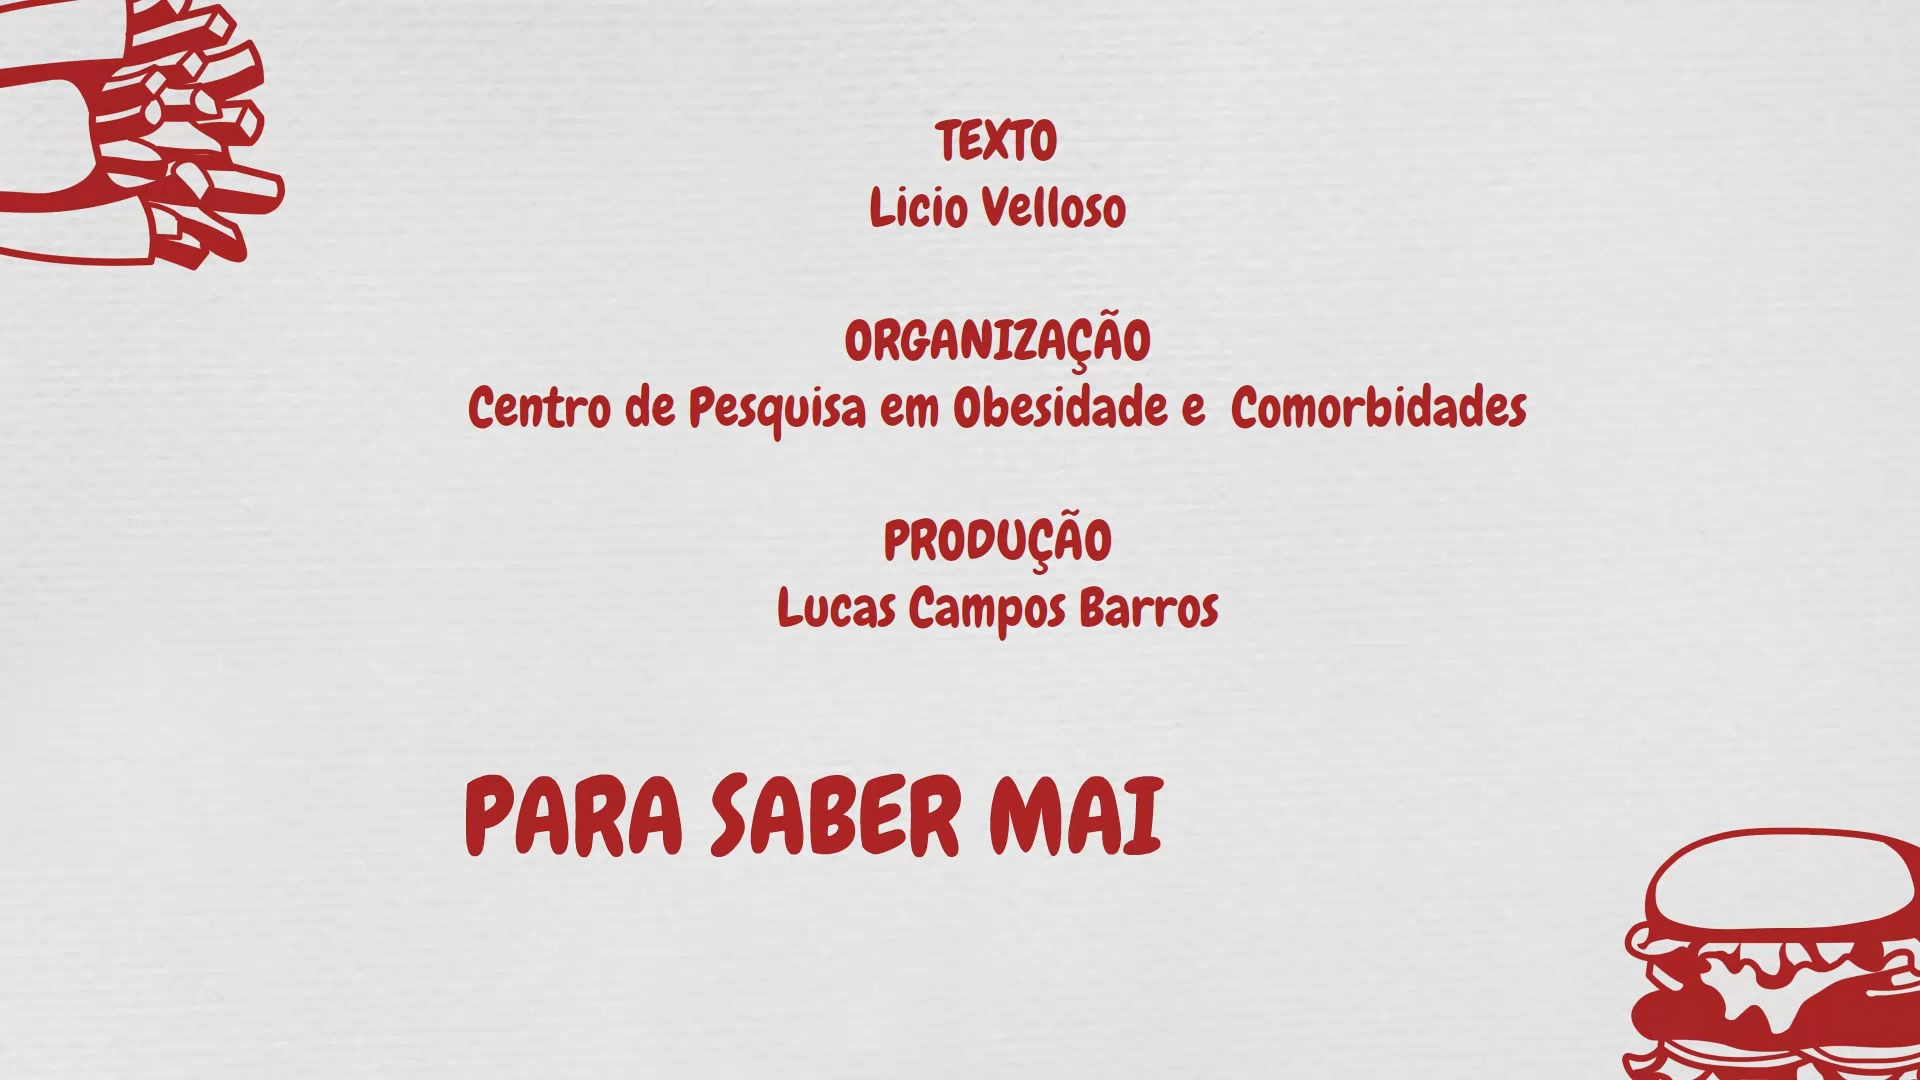 TEXTO
Licio Velloso
ORGANIZAÇÃO
Centro de Pesquisa em Obesidade e  Comorbidades
PRODUÇÃO
Lucas Campos Barros
PARA SABER MAI